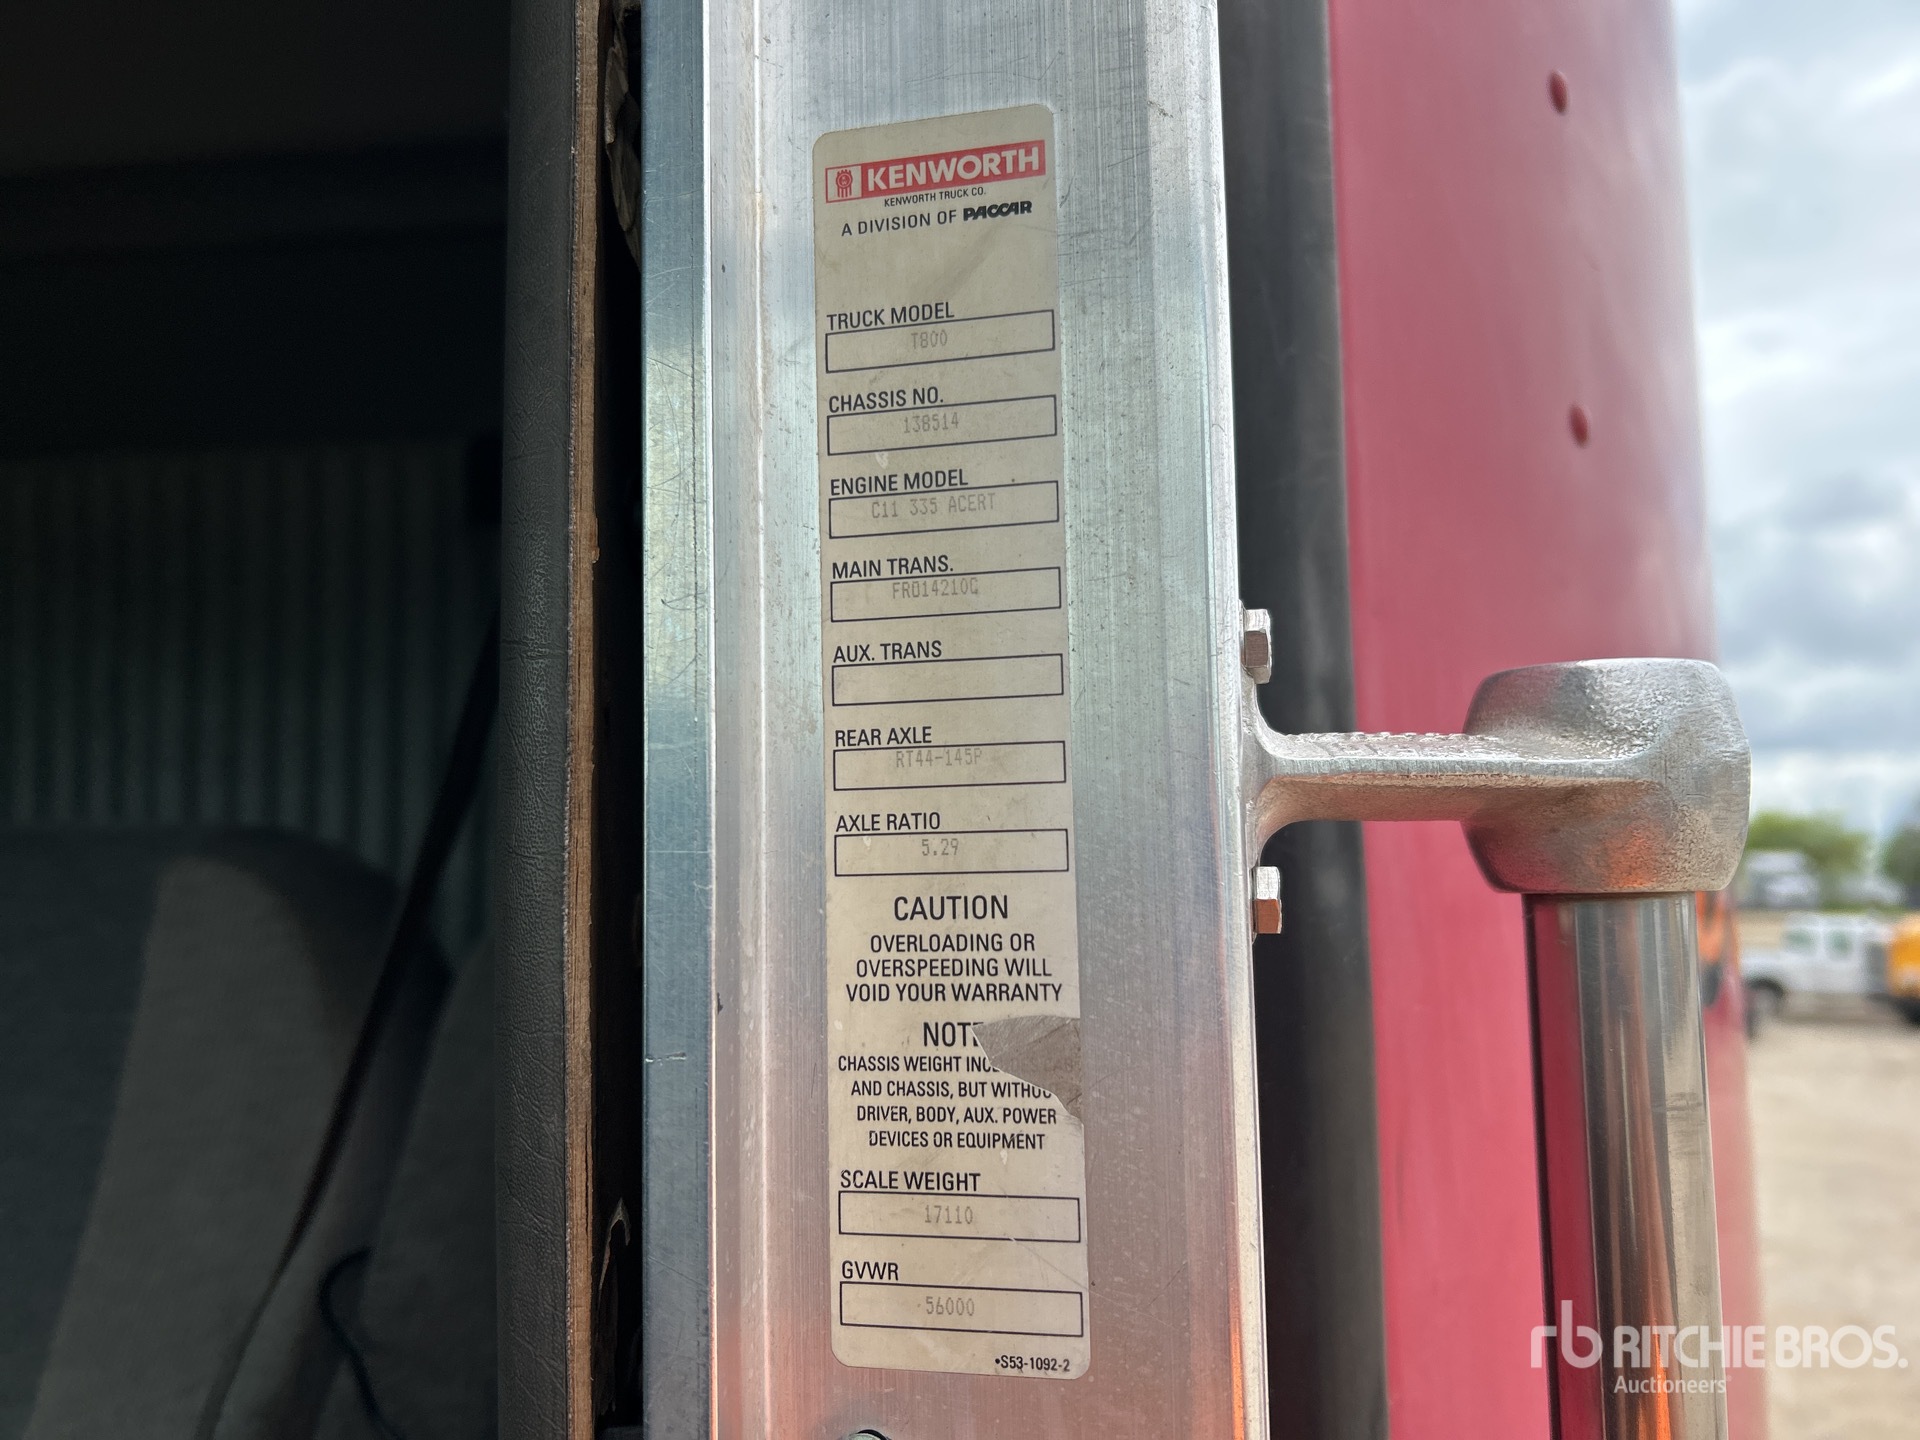 KENWORTH
KENWORTH TRUCK CO.
A DIVISION OF PACCAR
TRUCK MODEL
T800
CHASSIS NO.
138514
ENGINE MODEL
C11 335 ACERT
MAIN TRANS.
FRO14210C
AUX. TRANS
REAR AXLE
RT44-145P
AXLE RATIO
5.29
CAUTION
OVERLOADING OR
OVERSPEEDING WILL
VOID YOUR WARRANTY
NOT
CHASSIS WEIGHT
AND CHASSIS, BUT
DRIVER, BODY, AUX. POWER
DEVICES OR EQUIPMENT
SCALE WEIGHT
17110
GVWR
56000
•S53-1092-2
rb RITCHIE BROS.
Auctioneers